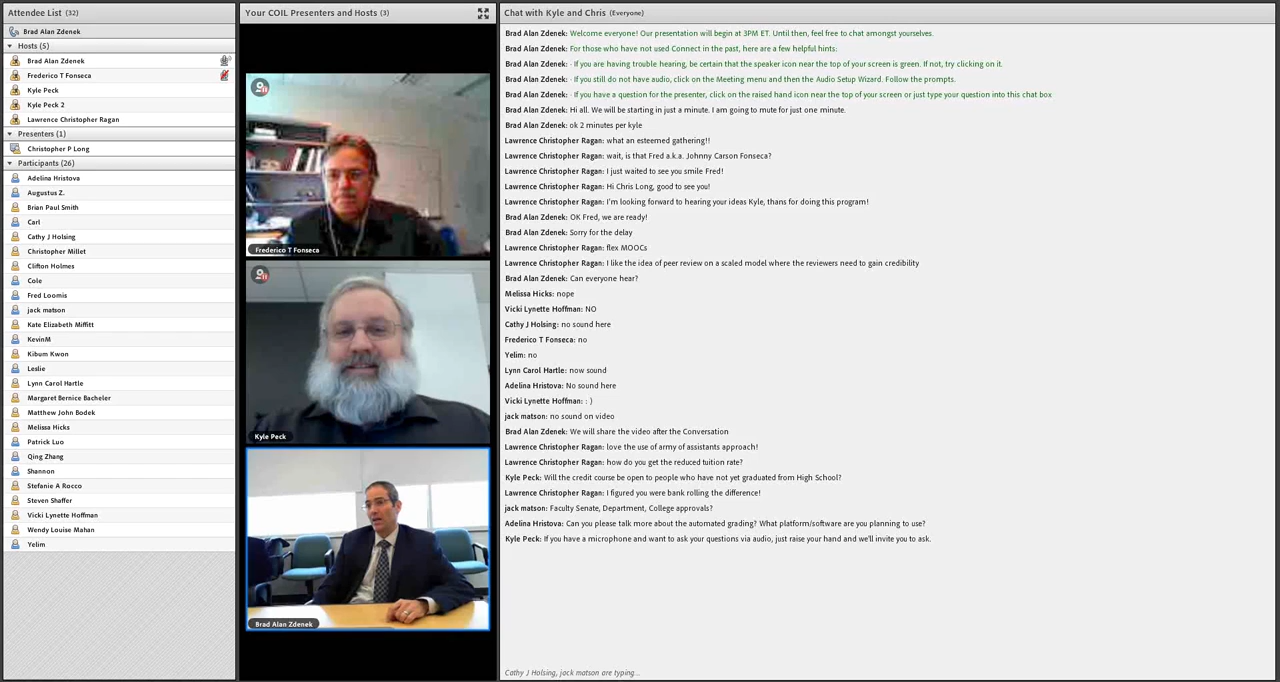 Attendee List (32)
Brad Alan Zdenek
Hosts (5)
Brad Alan Zdenek
Frederico T Fonseca
Kyle Peck
Kyle Peck 2
Lawrence Christopher Ragan
Presenters (1)
Christopher P Long
Participants (26)
Adelina Hristova
Augustus Z.
Brian Paul Smith
Carl
Cathy J Holsing
Christopher Millet
Clifton Holmes
Cole
Fred Loomis
jack matson
Kate Elizabeth Miffitt
KevinM
Kibum Kwon
Leslie
Lynn Carol Hartle
Margaret Bernice Bacheler
Matthew John Bodek
Melissa Hicks
Patrick Luo
Qing Zhang
Shannon
Stefanie A Rocco
Steven Shaffer
Vicki Lynette Hoffman
Wendy Louise Mahan
Yelim
Your COIL Presenters and Hosts (3)
Frederico T Fonseca
Kyle Peck
Brad Alan Zdenek
Chat with Kyle and Chris (Everyone)
Brad Alan Zdenek: Welcome everyone! Our presentation will begin at 3PM ET. Until then, feel free to chat amongst yourselves.
Brad Alan Zdenek: For those who have not used Connect in the past, here are a few helpful hints:
Brad Alan Zdenek: · If you are having trouble hearing, be certain that the speaker icon near the top of your screen is green. If not, try clicking on it.
Brad Alan Zdenek: · If you still do not have audio, click on the Meeting menu and then the Audio Setup Wizard. Follow the prompts.
Brad Alan Zdenek: · If you have a question for the presenter, click on the raised hand icon near the top of your screen or just type your question into this chat box
Brad Alan Zdenek: Hi all. We will be starting in just a minute. I am going to mute for just one minute.
Brad Alan Zdenek: ok 2 minutes per kyle
Lawrence Christopher Ragan: what an esteemed gathering!!
Lawrence Christopher Ragan: wait, is that Fred a.k.a. Johnny Carson Fonseca?
Lawrence Christopher Ragan: I just waited to see you smile Fred!
Lawrence Christopher Ragan: Hi Chris Long, good to see you!
Lawrence Christopher Ragan: I'm looking forward to hearing your ideas Kyle, thans for doing this program!
Brad Alan Zdenek: OK Fred, we are ready!
Brad Alan Zdenek: Sorry for the delay
Lawrence Christopher Ragan: flex MOOCs
Lawrence Christopher Ragan: I like the idea of peer review on a scaled model where the reviewers need to gain credibility
Brad Alan Zdenek: Can everyone hear?
Melissa Hicks: nope
Vicki Lynette Hoffman: NO
Cathy J Holsing: no sound here
Frederico T Fonseca: no
Yelim: no
Lynn Carol Hartle: now sound
Adelina Hristova: No sound here
Vicki Lynette Hoffman: : )
jack matson: no sound on video
Brad Alan Zdenek: We will share the video after the Conversation
Lawrence Christopher Ragan: love the use of army of assistants approach!
Lawrence Christopher Ragan: how do you get the reduced tuition rate?
Kyle Peck: Will the credit course be open to people who have not yet graduated from High School?
Lawrence Christopher Ragan: I figured you were bank rolling the difference!
jack matson: Faculty Senate, Department, College approvals?
Adelina Hristova: Can you please talk more about the automated grading? What platform/software are you planning to use?
Kyle Peck: If you have a microphone and want to ask your questions via audio, just raise your hand and we'll invite you to ask.
Cathy J Holsing, jack matson are typing...